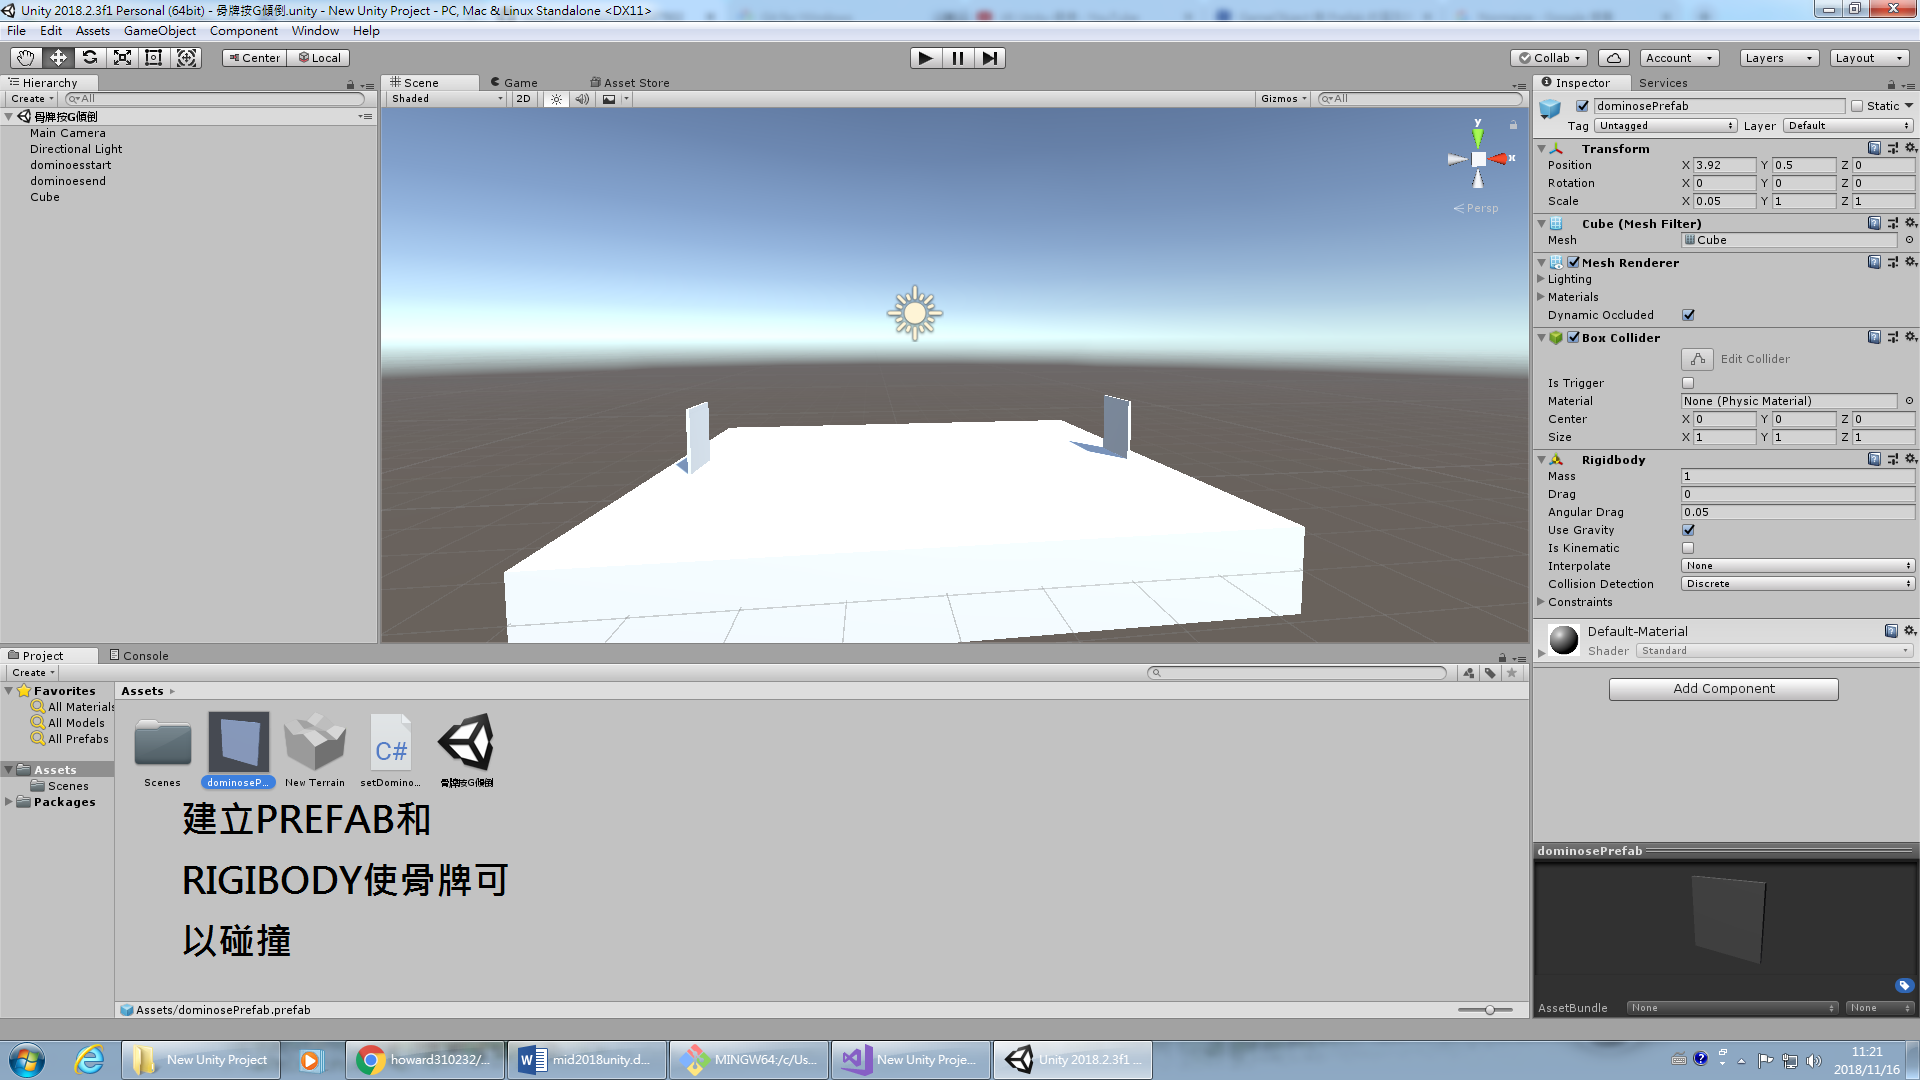 Unity 2018.2.3f1 Personal (64bit) - 骨牌按G傾倒.unity - New Unity Project - PC, Mac & Linux Standalone <DX11>
File Edit Assets GameObject Component Window Help
Center Local
Collab Account Layers Layout
Hierarchy
Create All
骨牌按G傾倒
Main Camera
Directional Light
dominoesstart
dominoesend
Cube
Scene Game Asset Store
Shaded 2D Gizmos All
y
x
Persp
Inspector Services
dominosePrefab Static
Tag Untagged Layer Default
Transform
Position X 3.92 Y 0.5 Z 0
Rotation X 0 Y 0 Z 0
Scale X 0.05 Y 1 Z 1
Cube (Mesh Filter)
Mesh Cube
Mesh Renderer
Lighting
Materials
Dynamic Occluded
Box Collider
Edit Collider
Is Trigger
Material None (Physic Material)
Center X 0 Y 0 Z 0
Size X 1 Y 1 Z 1
Rigidbody
Mass 1
Drag 0
Angular Drag 0.05
Use Gravity
Is Kinematic
Interpolate None
Collision Detection Discrete
Constraints
Default-Material
Shader Standard
Add Component
Project Console
Create
Favorites
All Materials
All Models
All Prefabs
Assets
Scenes
Packages
Assets
Scenes dominoseP... New Terrain setDomino... 骨牌按G傾倒
建立PREFAB和
RIGIBODY使骨牌可
以碰撞
Assets/dominosePrefab.prefab
dominosePrefab
AssetBundle None None
New Unity Project howard310232/... mid2018unity.d... MINGW64:/c/Us... New Unity Proje... Unity 2018.2.3f1 ...
11:21
2018/11/16